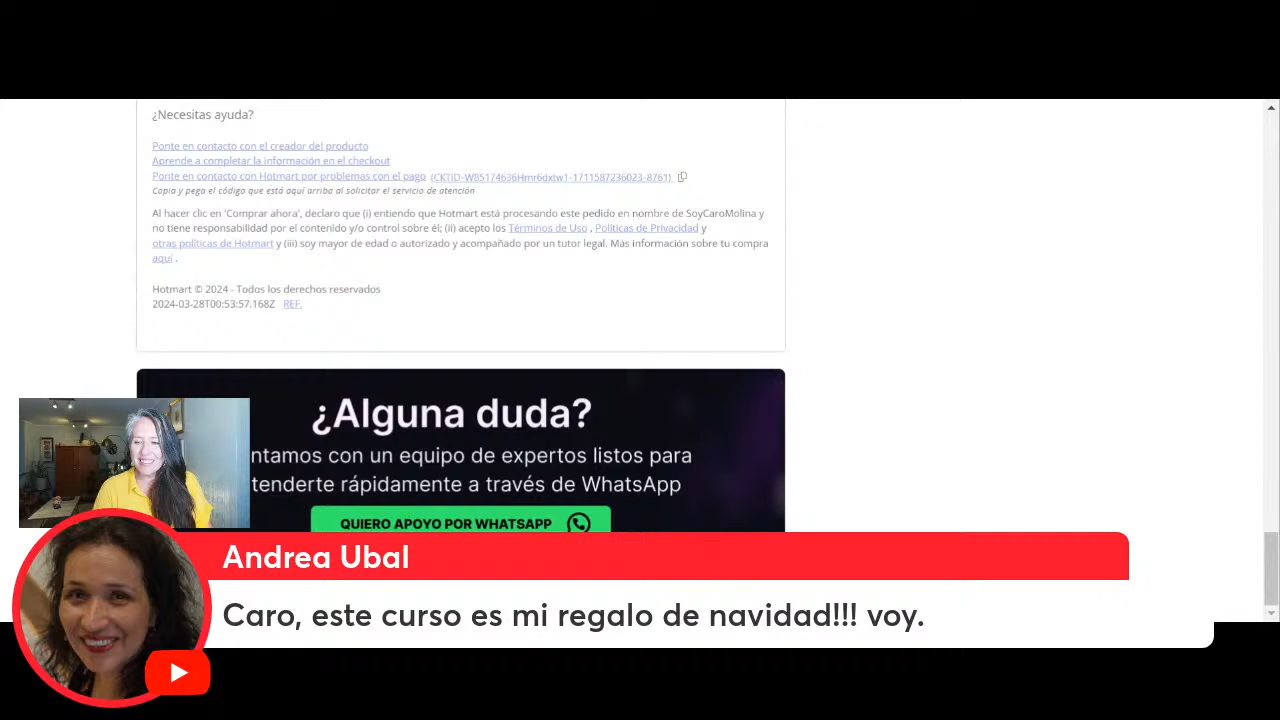 ¿Necesitas ayuda?
Ponte en contacto con el creador del producto
Aprende a completar la información en el checkout
Ponte en contacto con Hotmart por problemas con el pago (CKTID-W85174636Hmr6dxtw1-1711587236023-8761)
Copia y pega el código que está aquí arriba al solicitar el servicio de atención
Al hacer clic en 'Comprar ahora', declaro que (i) entiendo que Hotmart está procesando este pedido en nombre de SoyCaroMolina y
no tiene responsabilidad por el contenido y/o control sobre él; (ii) acepto los Términos de Uso , Políticas de Privacidad y
otras políticas de Hotmart y (iii) soy mayor de edad o autorizado y acompañado por un tutor legal. Más información sobre tu compra
aquí .
Hotmart © 2024 - Todos los derechos reservados
2024-03-28T00:53:57.168Z REF.
¿Alguna duda?
ntamos con un equipo de expertos listos para
tenderte rápidamente a través de WhatsApp
QUIERO APOYO POR WHATSAPP
Andrea Ubal
Caro, este curso es mi regalo de navidad!!! voy.